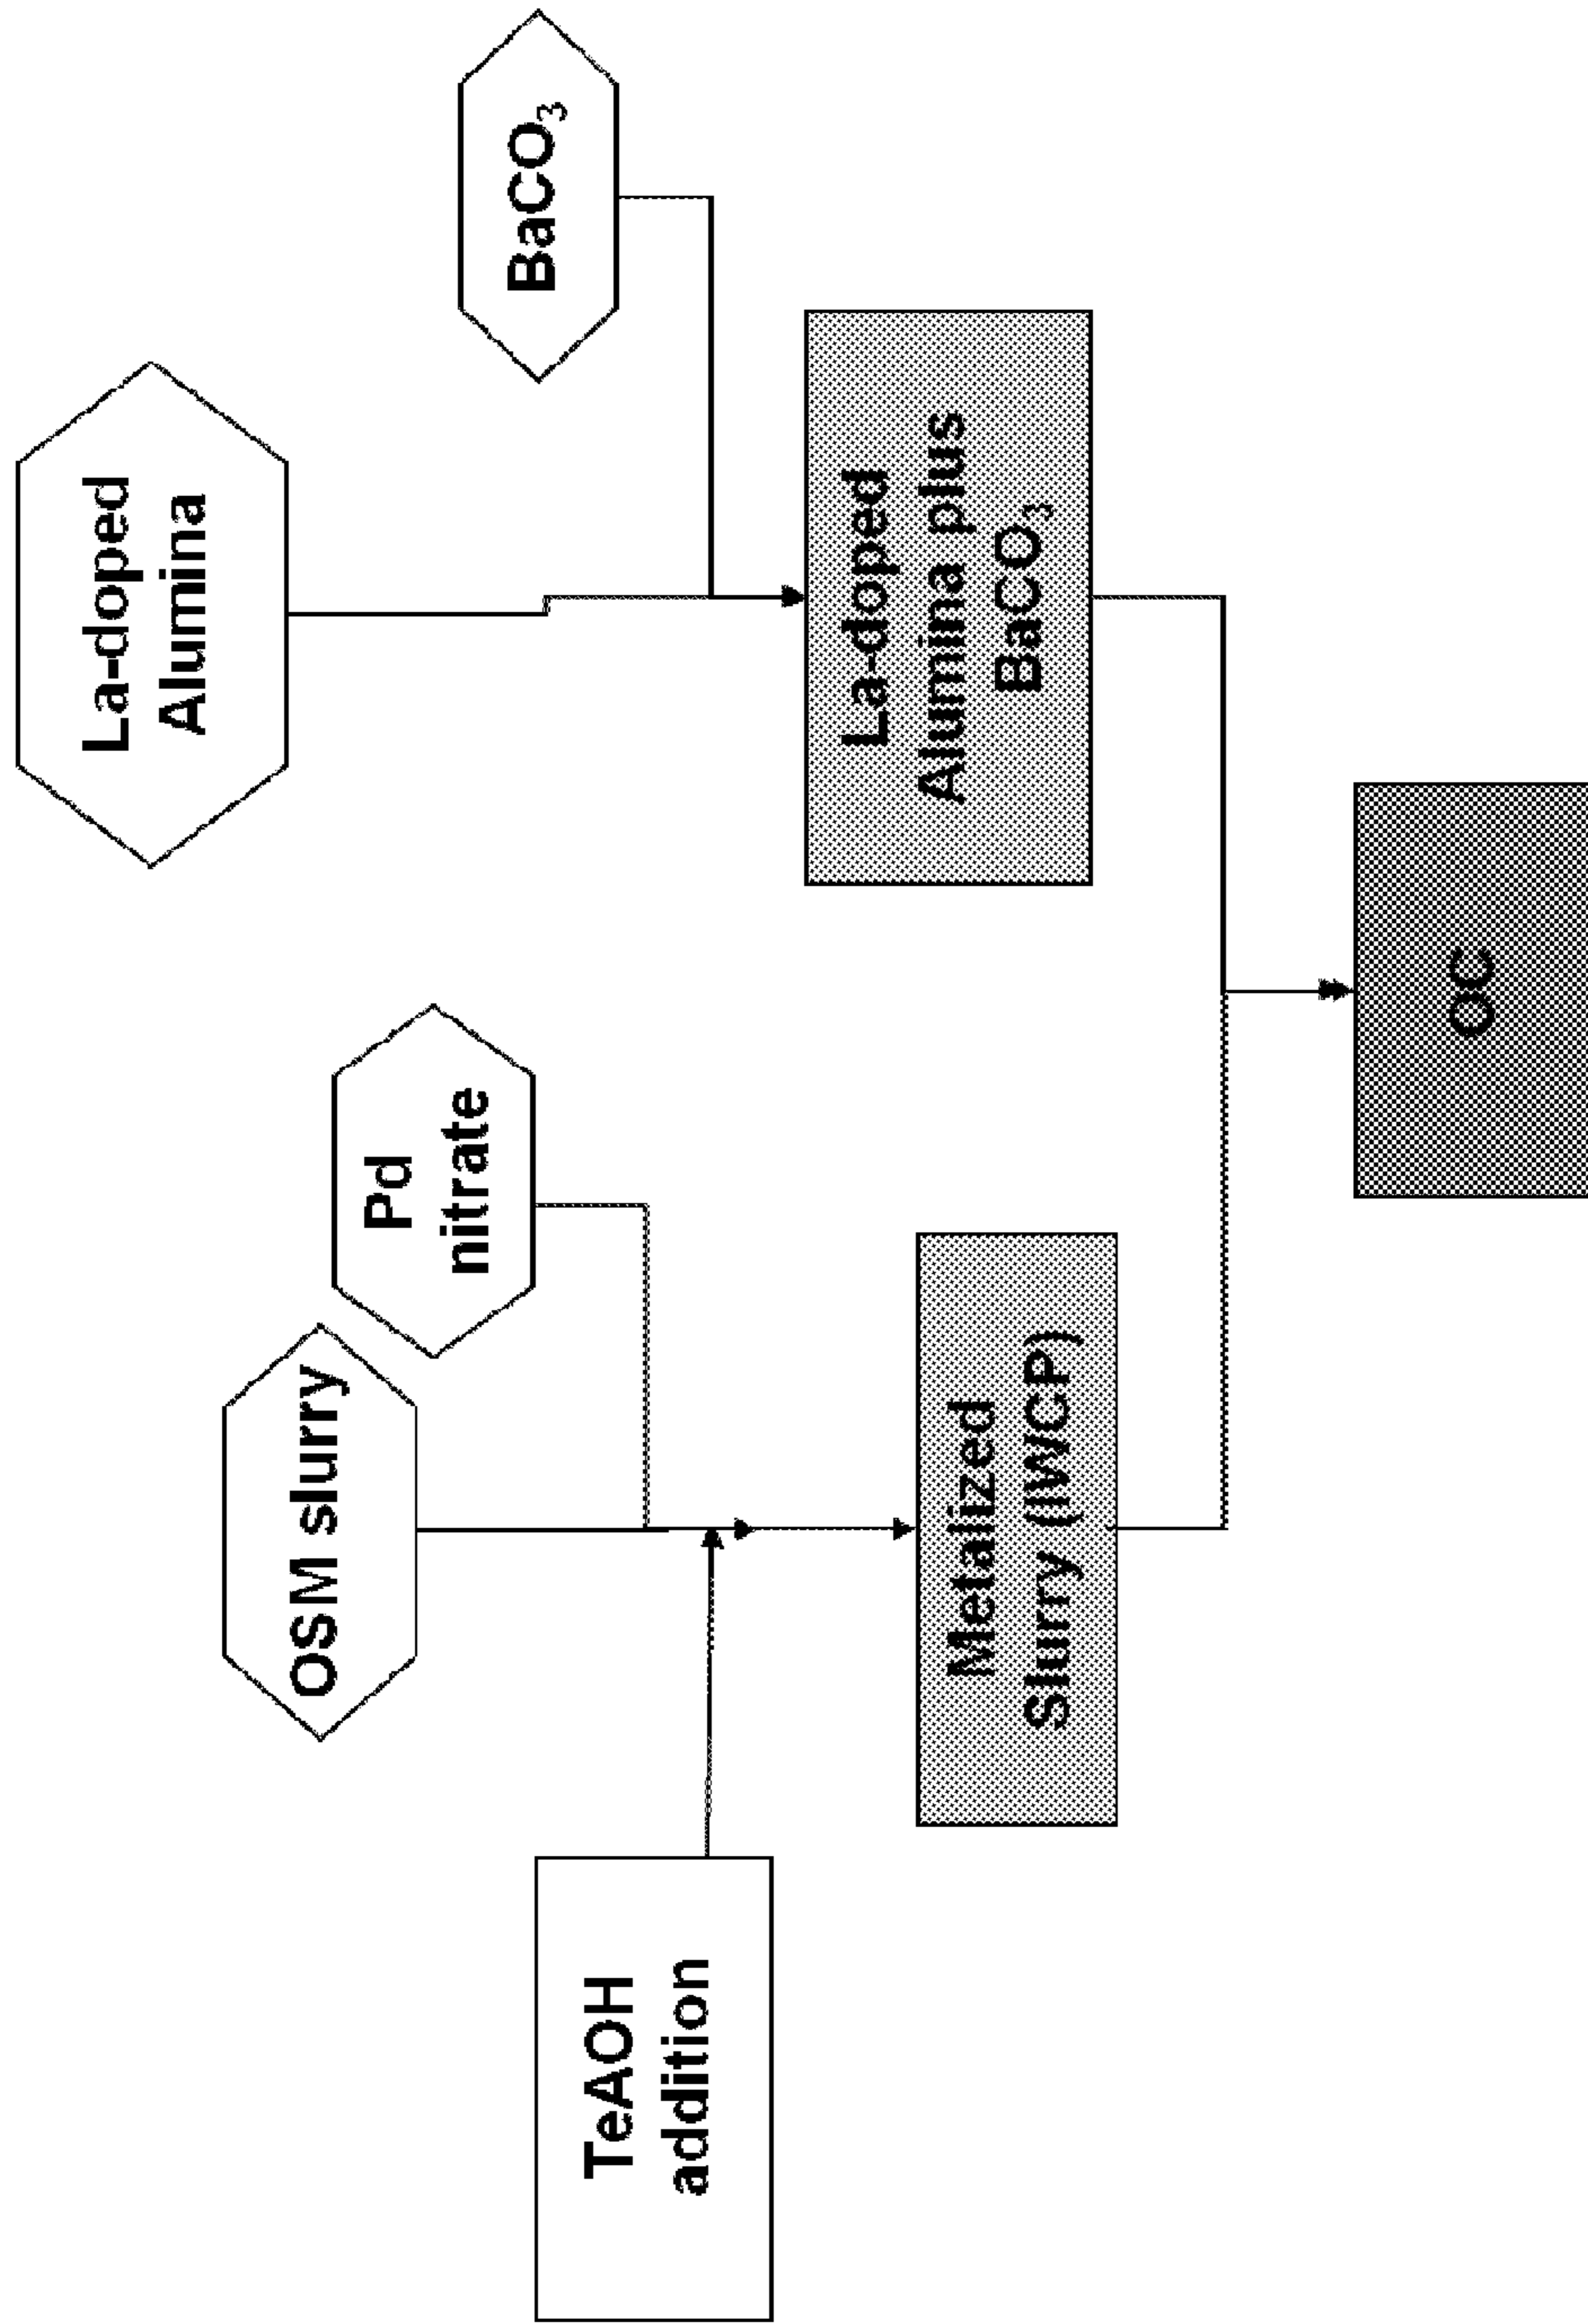 La-doped
Alumina
BaCO₃
OSM slurry
Pd
nitrate
TeAOH
addition
La-doped
Alumina plus
BaCO₃
Metalized
Slurry (IWCP)
OC